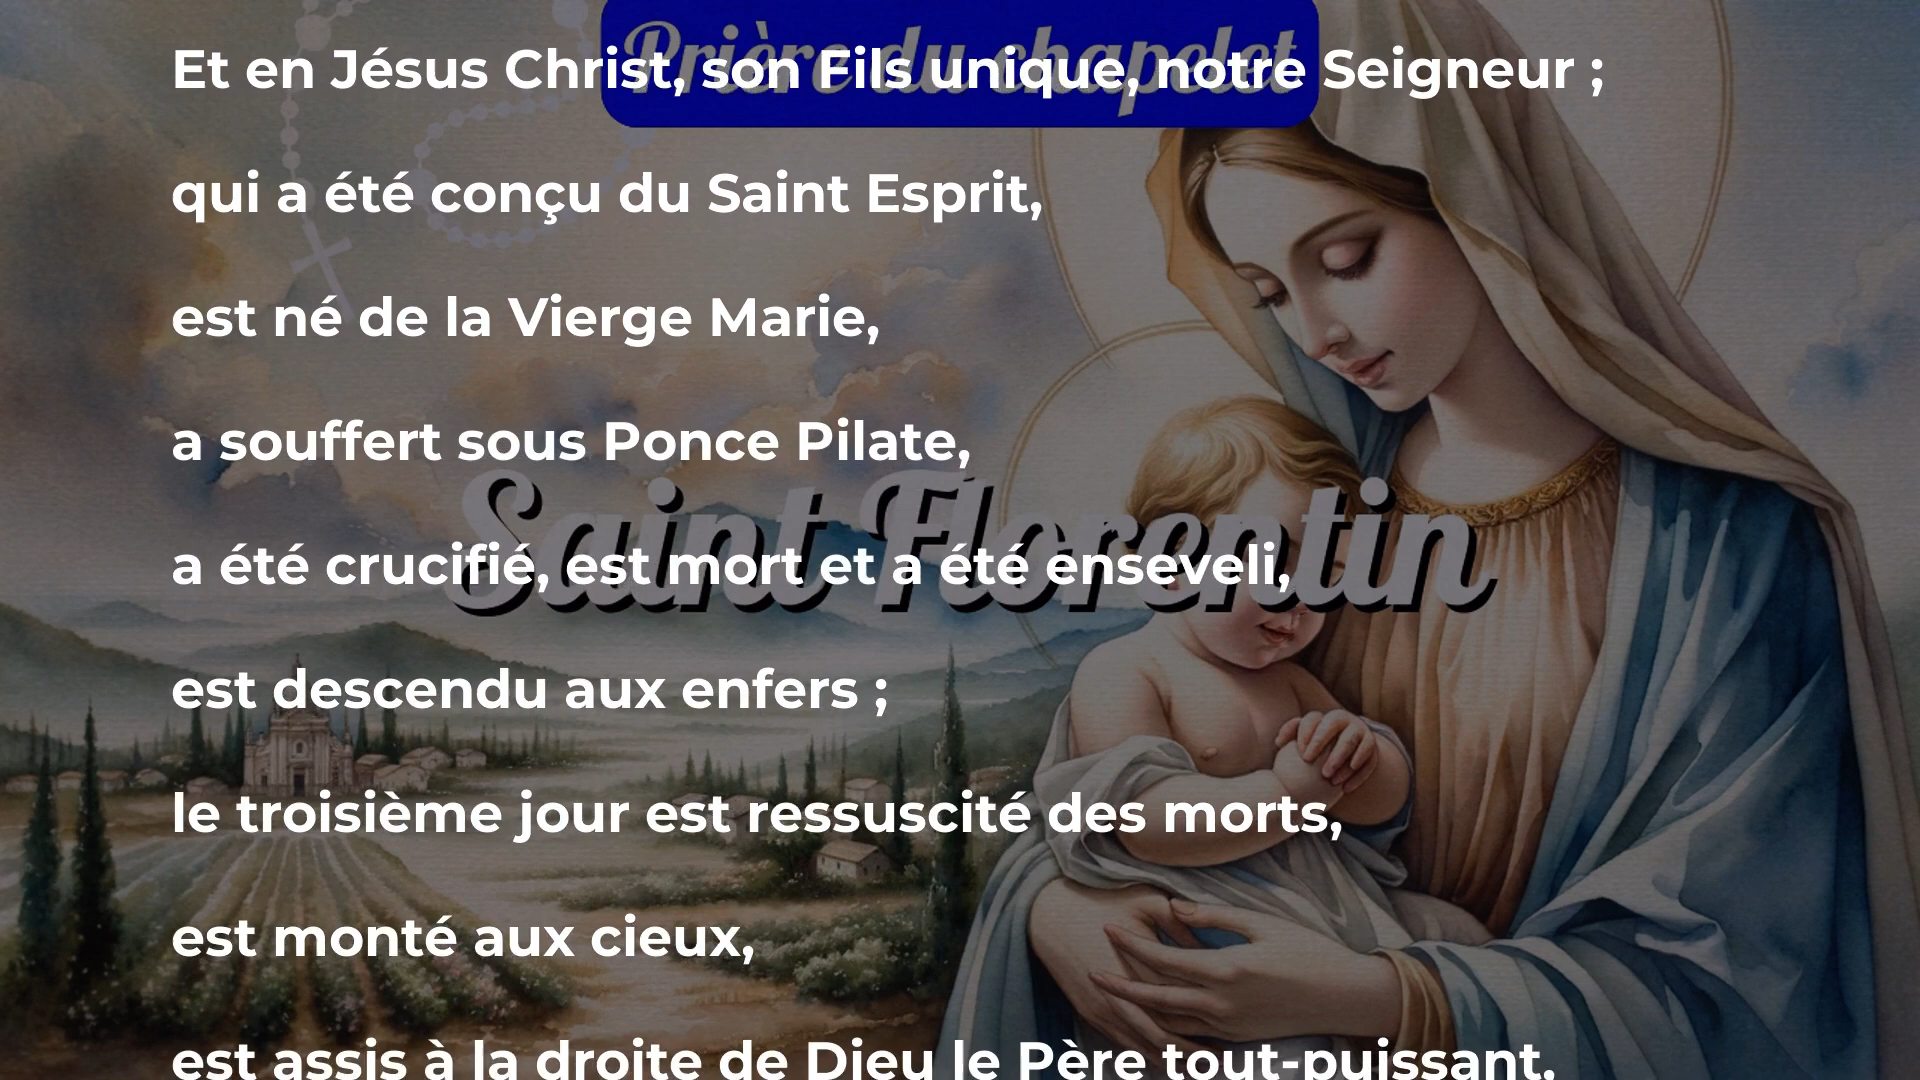 Prière du chapelet
Et en Jésus Christ, son Fils unique, notre Seigneur ;
qui a été conçu du Saint Esprit,
est né de la Vierge Marie,
a souffert sous Ponce Pilate,
Saint Florentin
a été crucifié, est mort et a été enseveli,
est descendu aux enfers ;
le troisième jour est ressuscité des morts,
est monté aux cieux,
est assis à la droite de Dieu le Père tout-puissant,